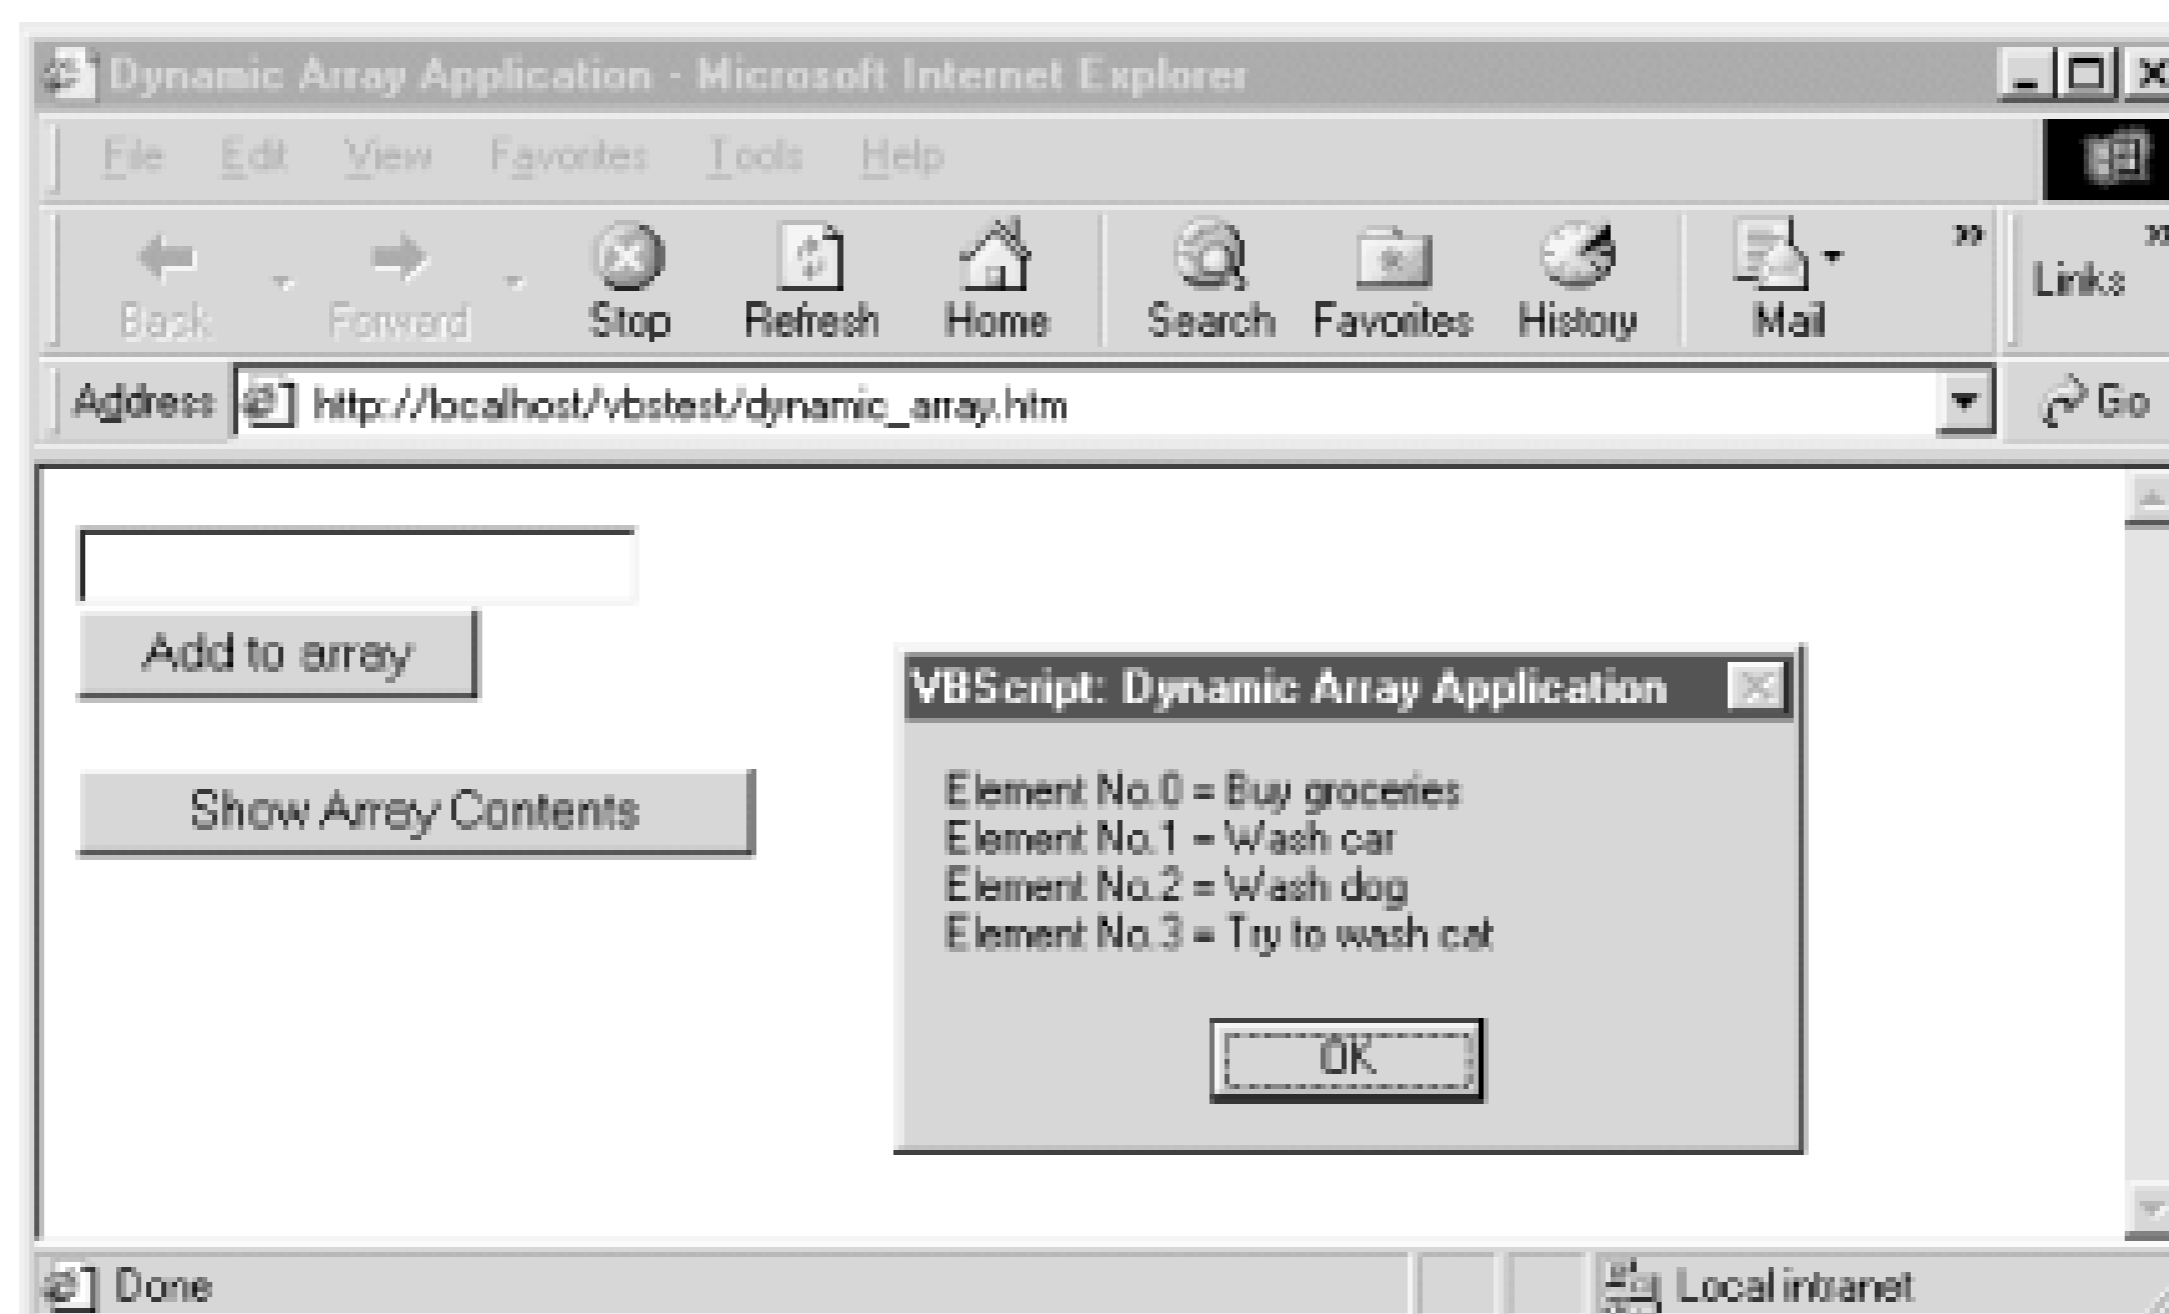 Dynamic Array Application - Microsoft Internet Explorer
File Edit View Favorites Tools Help
Back Forward Stop Refresh Home Search Favorites History Mail » Links »
Address http://localhost/vbstest/dynamic_array.htm Go
Add to array
Show Array Contents
VBScript: Dynamic Array Application
Element No.0 = Buy groceries
Element No.1 = Wash car
Element No.2 = Wash dog
Element No.3 = Try to wash cat
OK
Done Local intranet